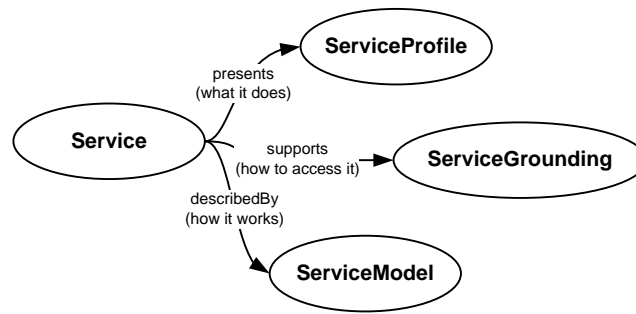 ServiceProfile
presents
(what it does)
Service
supports
(how to access it)
ServiceGrounding
describedBy
(how it works)
ServiceModel